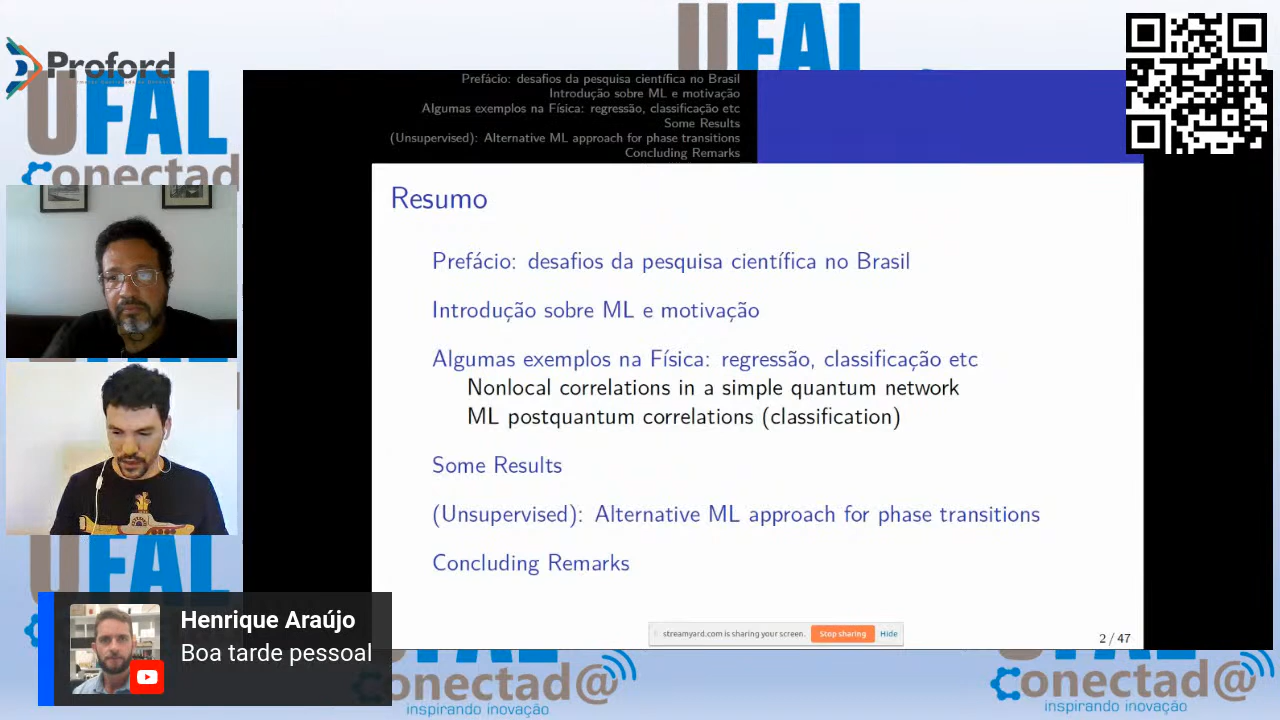 Proford
UFAL
UFAL
conectad
Prefácio: desafios da pesquisa científica no Brasil
Introdução sobre ML e motivação
Algumas exemplos na Física: regressão, classificação etc
Some Results
(Unsupervised): Alternative ML approach for phase transitions
Concluding Remarks
Resumo
Prefácio: desafios da pesquisa científica no Brasil
Introdução sobre ML e motivação
Algumas exemplos na Física: regressão, classificação etc
Nonlocal correlations in a simple quantum network
ML postquantum correlations (classification)
Some Results
(Unsupervised): Alternative ML approach for phase transitions
Concluding Remarks
streamyard.com is sharing your screen.
Stop sharing
Hide
2 / 47
Henrique Araújo
Boa tarde pessoal
conectad@
inspirando inovação
conectad@
inspirando inovação